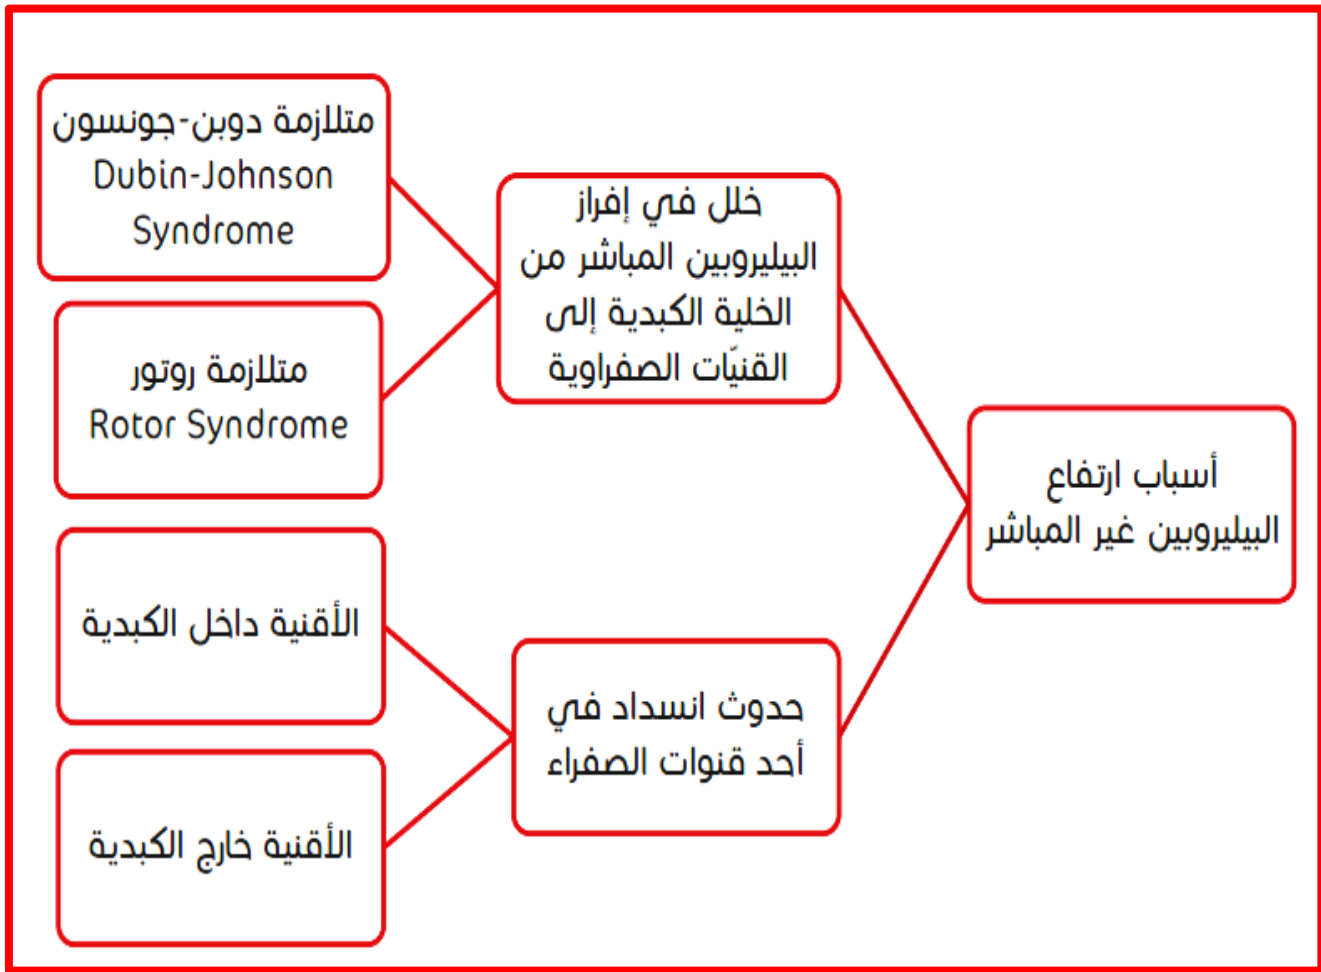 أسباب ارتفاع
البيليروبين غير المباشر
خلل في إفراز
البيليروبين المباشر من
الخلية الكبدية إلى
القنيّات الصفراوية
متلازمة دوبن-جونسون
Dubin-Johnson
Syndrome
متلازمة روتور
Rotor Syndrome
حدوث انسداد في
أحد قنوات الصفراء
الأقنية داخل الكبدية
الأقنية خارج الكبدية